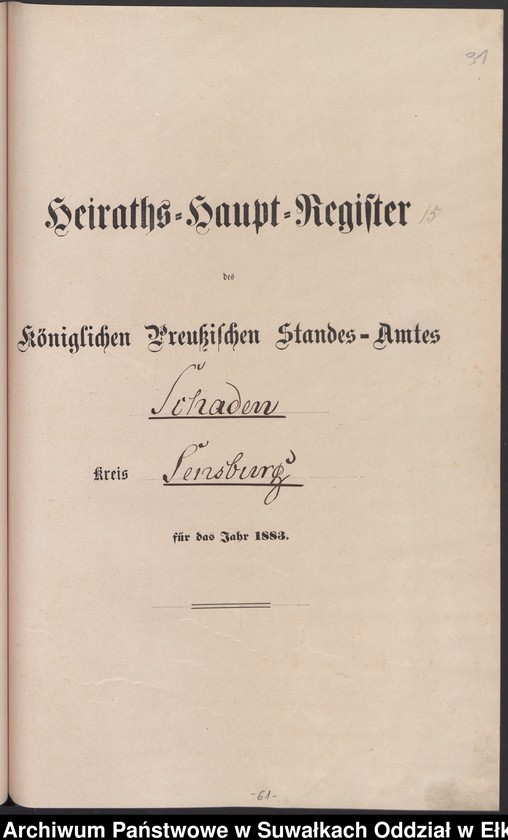 31
Heiraths-Haupt-Regiſter 15
des
Königlichen Preußiſchen Standes-Amtes
Schaden
Kreis Sensburg
für das Jahr 1883.
-61-
Archiwum Państwowe w Suwałkach Oddział w Ełk